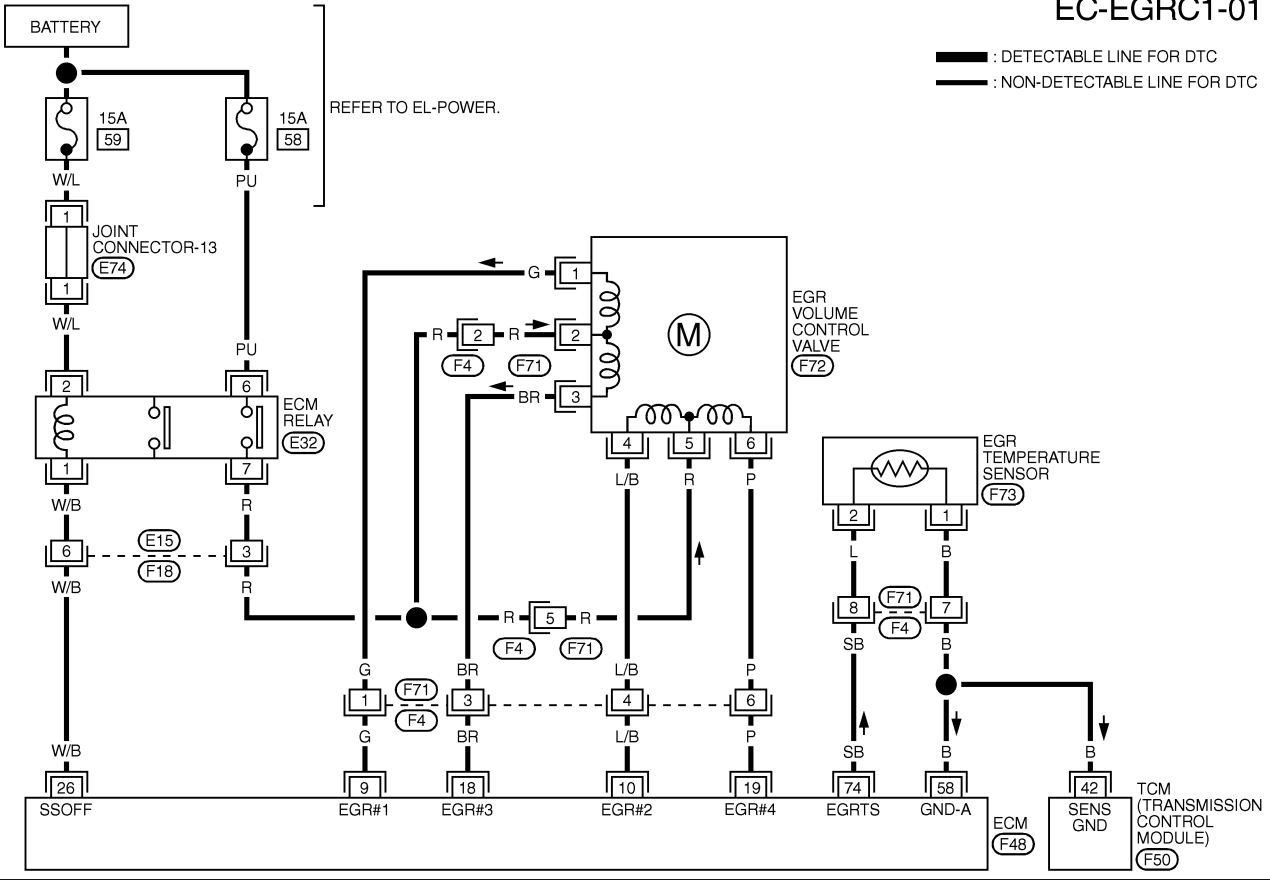 EC-EGRC1-01
BATTERY
: DETECTABLE LINE FOR DTC
: NON-DETECTABLE LINE FOR DTC
REFER TO EL-POWER.
15A
59
15A
58
W/L
PU
1
JOINT
CONNECTOR-13
E74
1
W/L
PU
2
6
ECM
RELAY
E32
1
7
W/B
R
6
E15
F18
3
W/B
R
G
1
R
2
R
2
F4
F71
BR
3
M
EGR
VOLUME
CONTROL
VALVE
F72
4
5
6
L/B
R
P
EGR
TEMPERATURE
SENSOR
F73
2
1
L
B
8
F71
F4
7
SB
B
R
5
R
F4
F71
G
BR
L/B
P
1
F71
F4
3
4
6
G
BR
L/B
P
W/B
SB
B
B
26
9
18
10
19
74
58
42
SSOFF
EGR#1
EGR#3
EGR#2
EGR#4
EGRTS
GND-A
ECM
F48
SENS
GND
TCM
(TRANSMISSION
CONTROL
MODULE)
F50